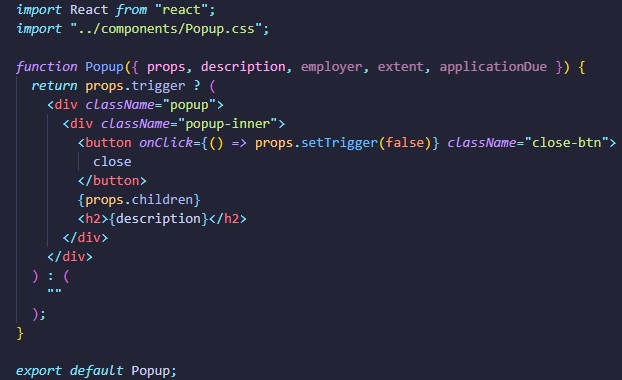 import React from "react";
import "../components/Popup.css";
function Popup({ props, description, employer, extent, applicationDue }) {
return props.trigger ? (
<div className="popup">
<div className="popup-inner">
<button onClick={() => props.setTrigger(false)} className="close-btn">
close
</button>
{props.children}
<h2>{description}</h2>
</div>
</div>
) : (
""
);
}
export default Popup;